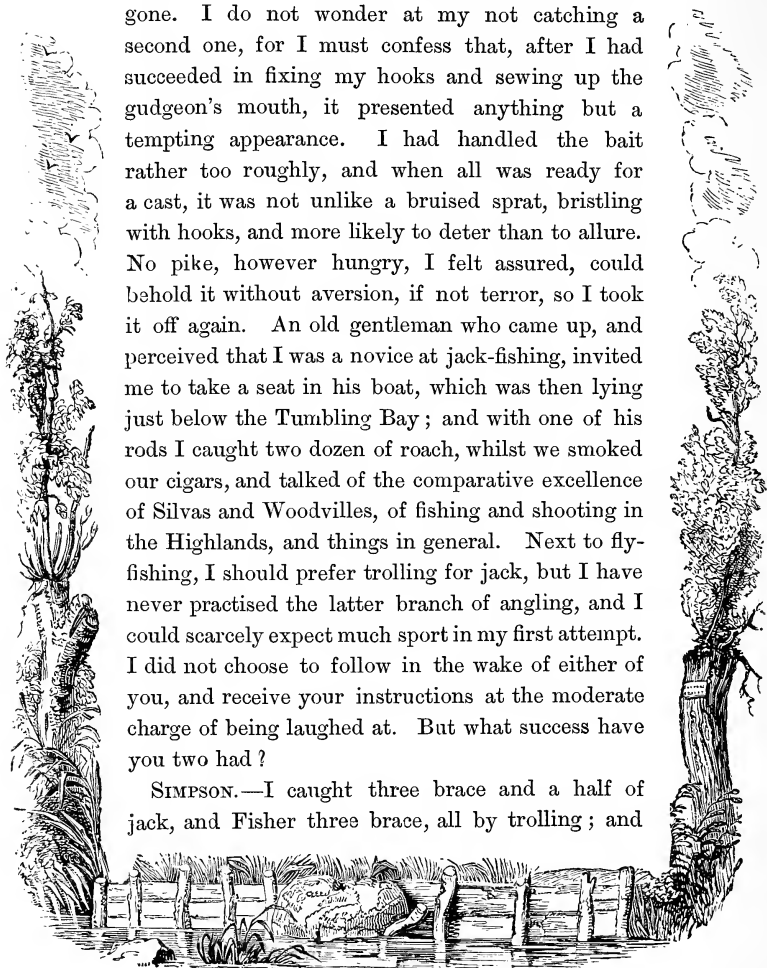 gone. I do not wonder at my not catching a
second one, for I must confess that, after I had
succeeded in fixing my hooks and sewing up the
gudgeon's mouth, it presented anything but a
tempting appearance. I had handled the bait
rather too roughly, and when all was ready for
a cast, it was not unlike a bruised sprat, bristling
with hooks, and more likely to deter than to allure.
No pike, however hungry, I felt assured, could
behold it without aversion, if not terror, so I took
it off again. An old gentleman who came up, and
perceived that I was a novice at jack-fishing, invited
me to take a seat in his boat, which was then lying
just below the Tumbling Bay; and with one of his
rods I caught two dozen of roach, whilst we smoked
our cigars, and talked of the comparative excellence
of Silvas and Woodvilles, of fishing and shooting in
the Highlands, and things in general. Next to fly-
fishing, I should prefer trolling for jack, but I have
never practised the latter branch of angling, and I
could scarcely expect much sport in my first attempt.
I did not choose to follow in the wake of either of
you, and receive your instructions at the moderate
charge of being laughed at. But what success have
you two had?
SIMPSON.—I caught three brace and a half of
jack, and Fisher three brace, all by trolling; and